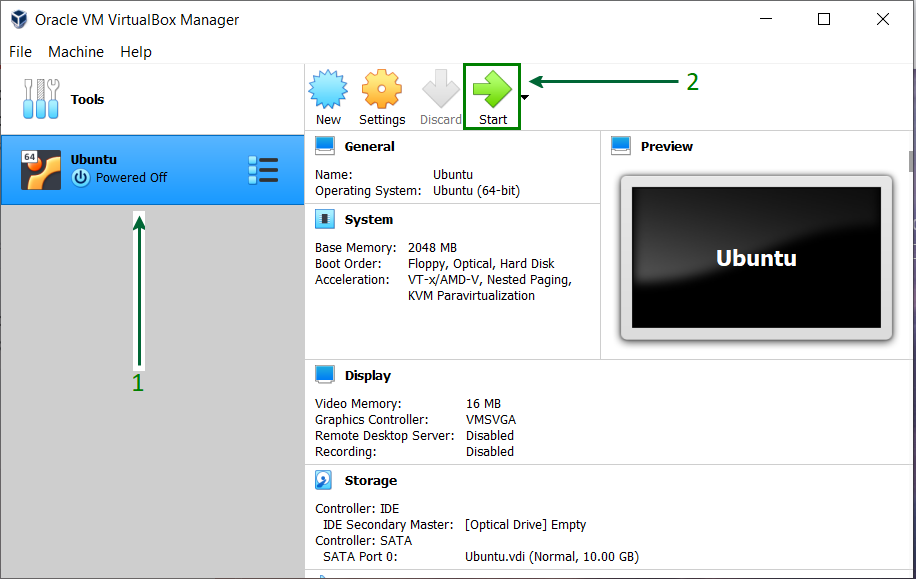 Oracle VM VirtualBox Manager
File Machine Help
Tools
New Settings Discard Start
2
64
Ubuntu
Powered Off
1
General
Name: Ubuntu
Operating System: Ubuntu (64-bit)
System
Base Memory: 2048 MB
Boot Order: Floppy, Optical, Hard Disk
Acceleration: VT-x/AMD-V, Nested Paging,
KVM Paravirtualization
Preview
Ubuntu
Display
Video Memory: 16 MB
Graphics Controller: VMSVGA
Remote Desktop Server: Disabled
Recording: Disabled
Storage
Controller: IDE
IDE Secondary Master: [Optical Drive] Empty
Controller: SATA
SATA Port 0: Ubuntu.vdi (Normal, 10.00 GB)